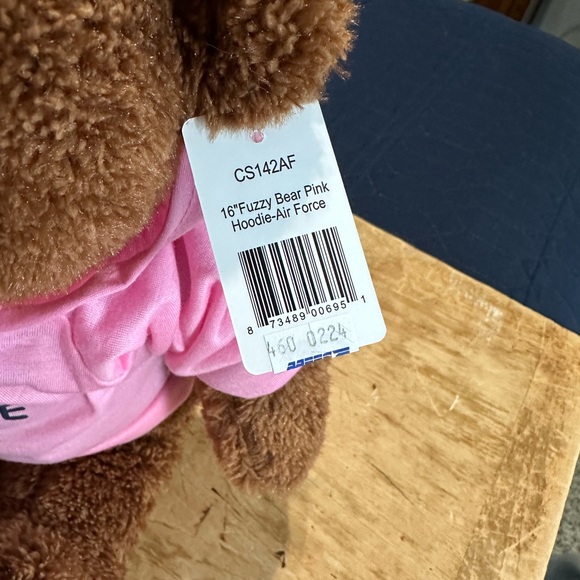 CS142AF
16"Fuzzy Bear Pink
Hoodie-Air Force
8 73489 00695 1
460 0224
E